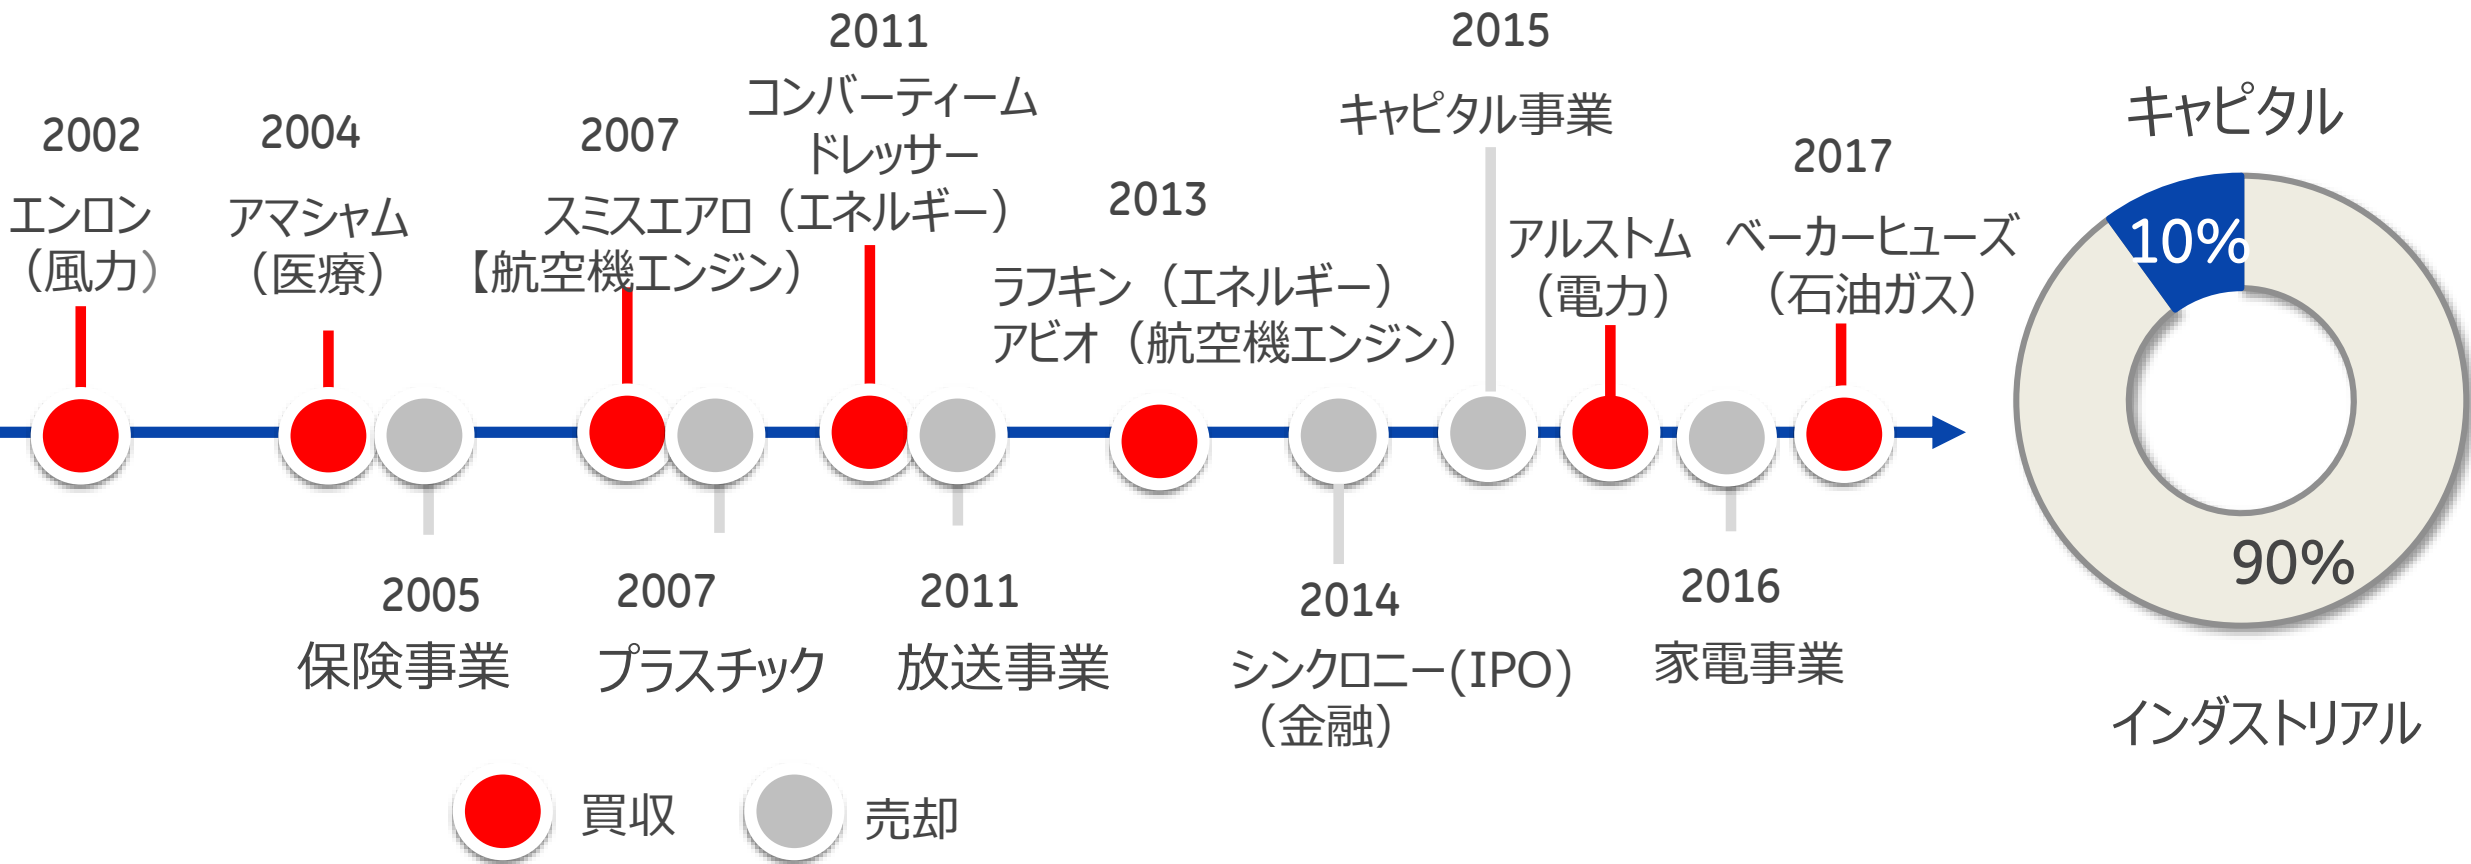 2002
エンロン
（風力）
2004
アマシャム
（医療）
2007
スミスエアロ
【航空機エンジン）
2011
コンバーティーム
ドレッサー
（エネルギー）
2013
ラフキン（エネルギー）
アビオ（航空機エンジン）
2015
キャピタル事業
アルストム
（電力）
2017
ベーカーヒューズ
（石油ガス）
2005
保険事業
2007
プラスチック
2011
放送事業
2014
シンクロニー(IPO)
（金融）
2016
家電事業
買収
売却
キャピタル
10%
90%
インダストリアル